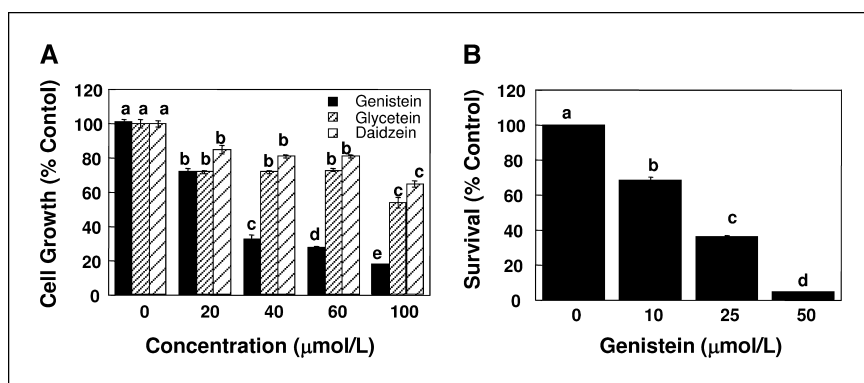 A
Cell Growth (% Contol)
120
100
80
60
40
20
0
Genistein
Glycetein
Daidzein
a a a
b b b
c b b
d b b
e c c
0 20 40 60 100
Concentration (μmol/L)
B
Survival (% Control)
120
100
80
60
40
20
0
a
b
c
d
0 10 25 50
Genistein (μmol/L)